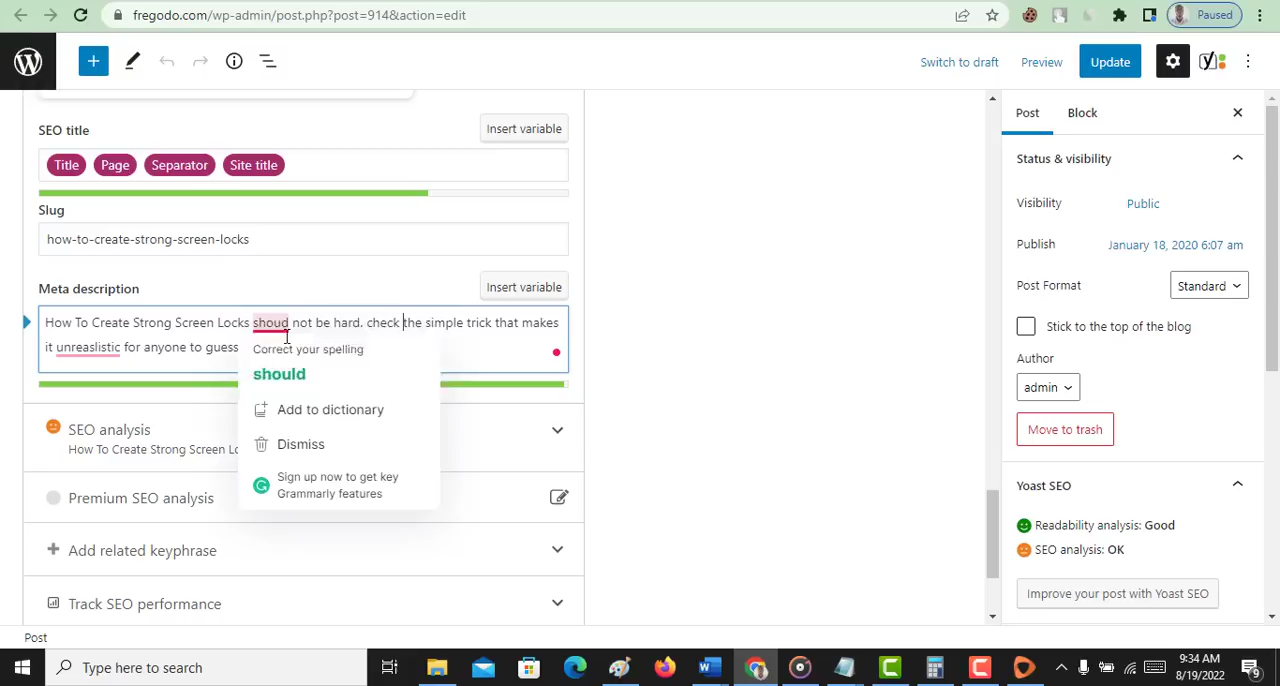 fregodo.com/wp-admin/post.php?post=914&action=edit
Paused
Switch to draft
Preview
Update
SEO title
Insert variable
Title
Page
Separator
Site title
Slug
how-to-create-strong-screen-locks
Meta description
Insert variable
How To Create Strong Screen Locks shoud not be hard. check the simple trick that makes
it unreaslistic for anyone to guess
Correct your spelling
should
Add to dictionary
Dismiss
Sign up now to get key
Grammarly features
SEO analysis
How To Create Strong Screen Lo
Premium SEO analysis
Add related keyphrase
Track SEO performance
Post
Block
Status & visibility
Visibility
Public
Publish
January 18, 2020 6:07 am
Post Format
Standard
Stick to the top of the blog
Author
admin
Move to trash
Yoast SEO
Readability analysis: Good
SEO analysis: OK
Improve your post with Yoast SEO
Post
Type here to search
9:34 AM
8/19/2022
9